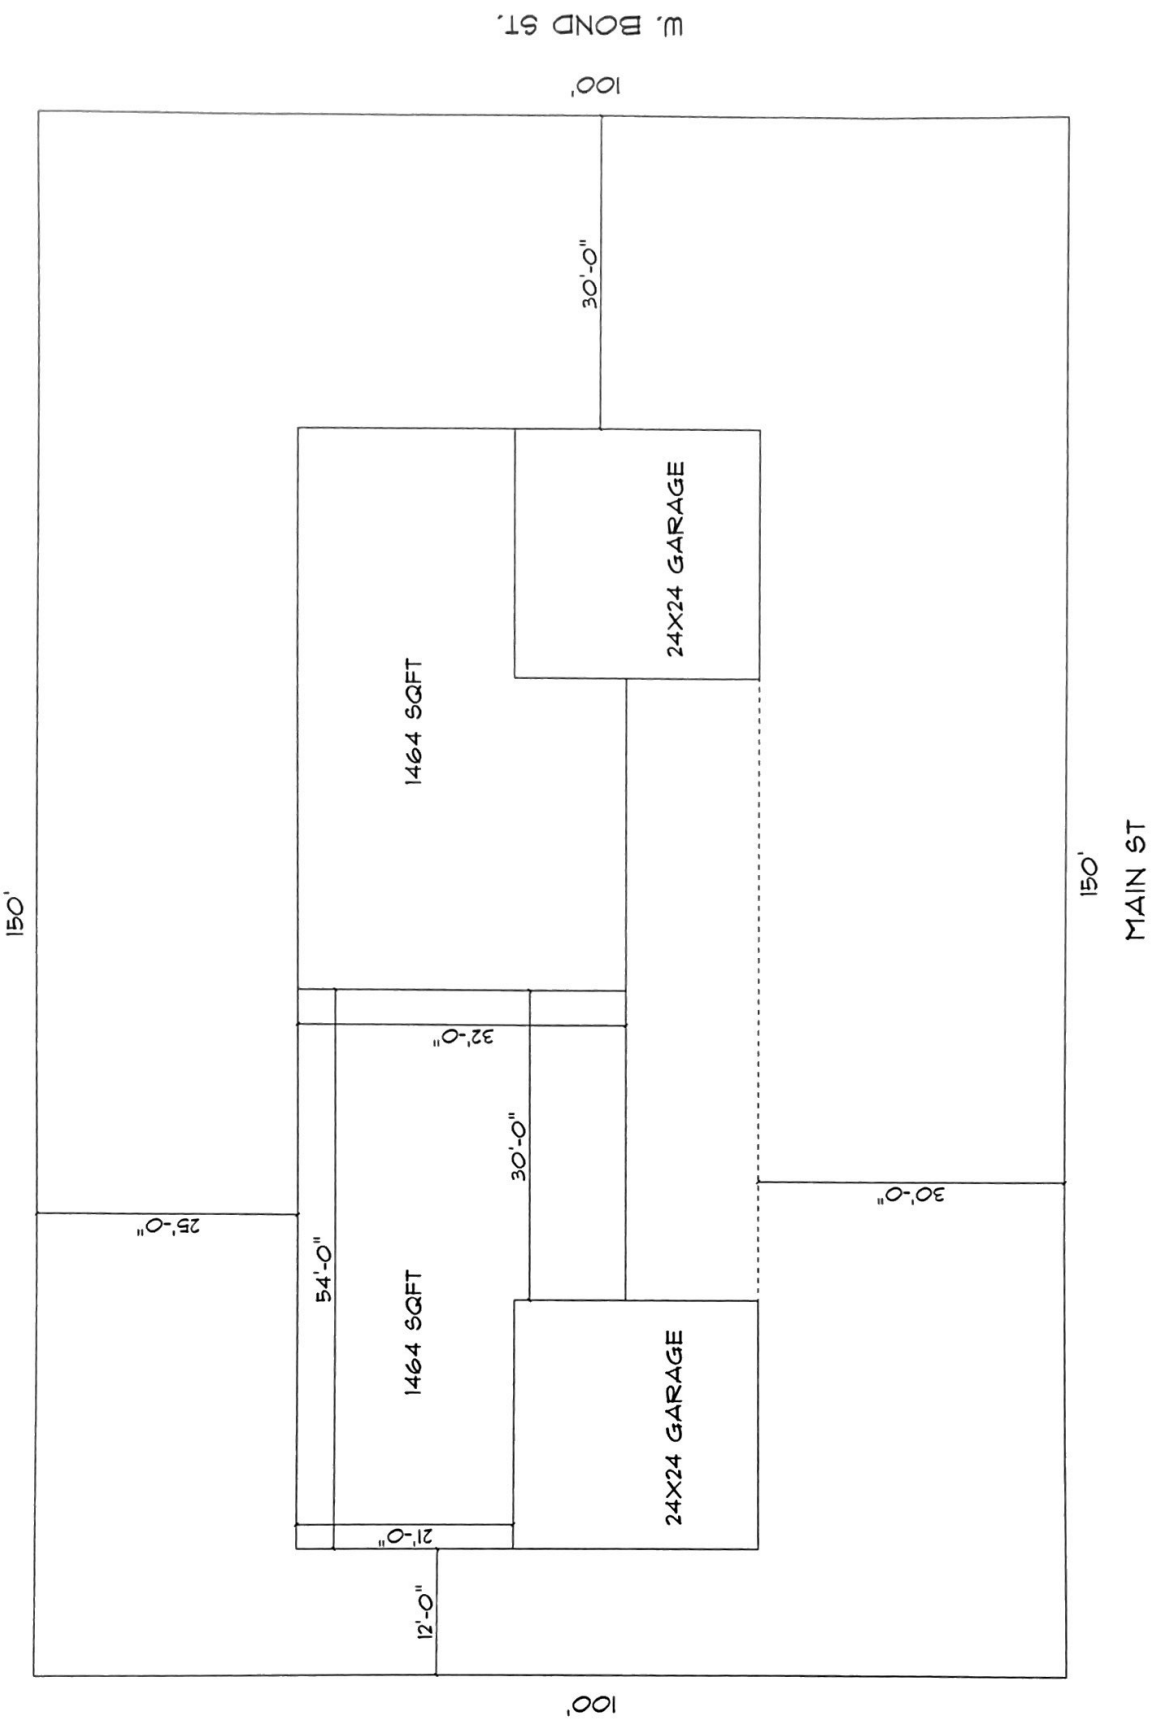 W. BOND ST.
100'
30'-0"
24X24 GARAGE
1464 SQFT
150'
150'
MAIN ST
32'-0"
30'-0"
25'-0"
30'-0"
54'-0"
1464 SQFT
24X24 GARAGE
21'-0"
12'-0"
100'